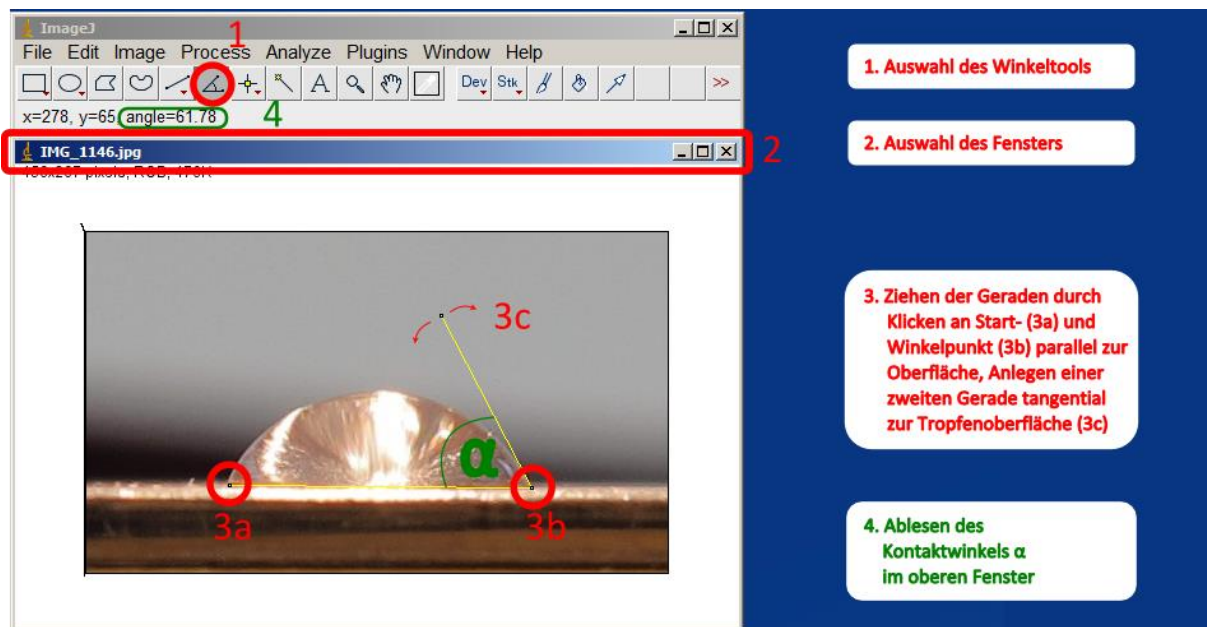 ImageJ
1
File Edit Image Process Analyze Plugins Window Help
A Dev Stk >>
x=278, y=65, angle=61.78
4
IMG_1146.jpg
2
3c
α
3a
3b
1. Auswahl des Winkeltools
2. Auswahl des Fensters
3. Ziehen der Geraden durch
Klicken an Start- (3a) und
Winkelpunkt (3b) parallel zur
Oberfläche, Anlegen einer
zweiten Gerade tangential
zur Tropfenoberfläche (3c)
4. Ablesen des
Kontaktwinkels α
im oberen Fenster